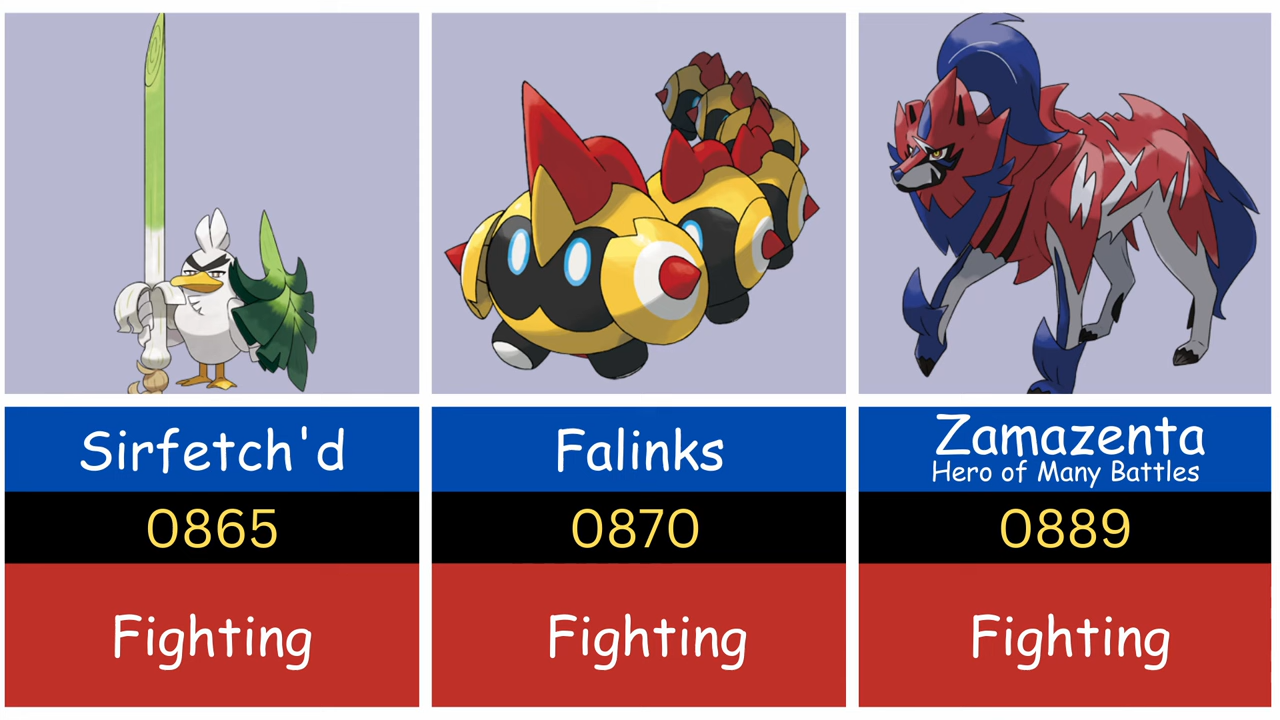 Sirfetch'd
0865
Fighting
Falinks
0870
Fighting
Zamazenta
Hero of Many Battles
0889
Fighting